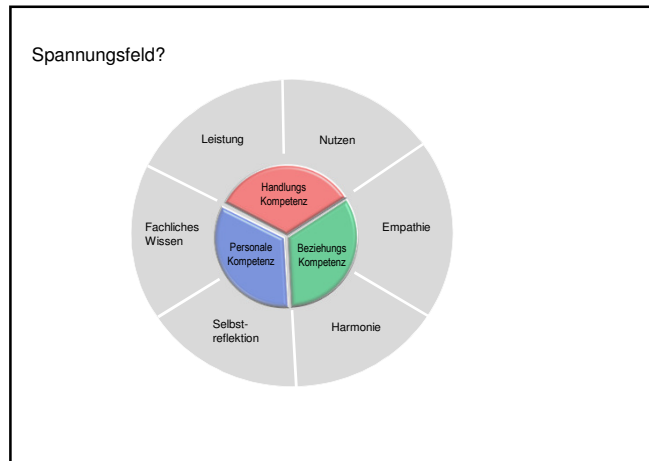 Spannungsfeld?
Leistung
Nutzen
Handlungs
Kompetenz
Fachliches
Wissen
Personale
Kompetenz
Beziehungs
Kompetenz
Empathie
Selbst-
reflektion
Harmonie